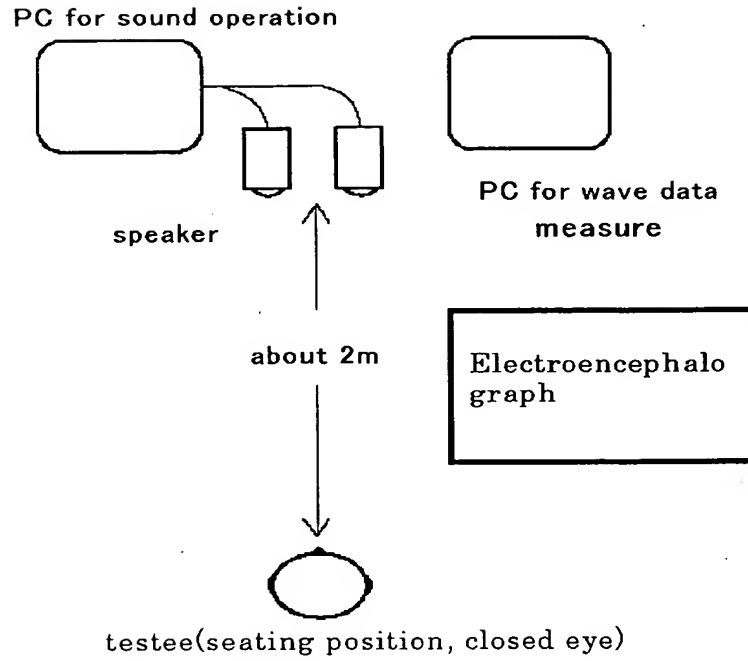 PC for sound operation
speaker
PC for wave data
measure
about 2m
Electroencephalo
graph
testee(seating position, closed eye)